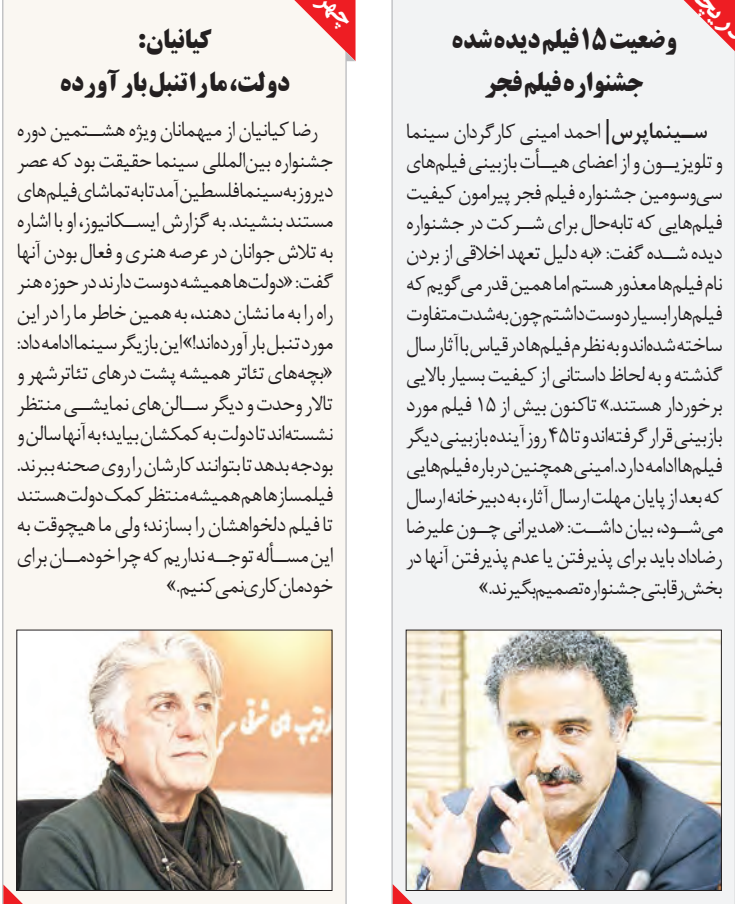 دریچه
وضعیت ۱۵ فیلم دیده شده
جشنواره فیلم فجر
سینماپرس| احمد امینی کارگردان سینما
و تلویزیون و از اعضای هیأت بازبینی فیلم‌های
سی‌وسومین جشنواره فیلم فجر پیرامون کیفیت
فیلم‌هایی که تابه‌حال برای شرکت در جشنواره
دیده شده گفت: «به دلیل تعهد اخلاقی از بردن
نام فیلم‌ها معذور هستم اما همین قدر می گویم که
فیلم‌ها را بسیار دوست داشتم چون به‌شدت متفاوت
ساخته شده‌اند و به نظرم فیلم‌ها در قیاس با آثار سال
گذشته و به لحاظ داستانی از کیفیت بسیار بالایی
برخوردار هستند.» تاکنون بیش از ۱۵ فیلم مورد
بازبینی قرار گرفته‌اند و تا ۴۵ روز آینده بازبینی دیگر
فیلم‌ها ادامه دارد. امینی همچنین درباره فیلم‌هایی
که بعد از پایان مهلت ارسال آثار، به دبیرخانه ارسال
می‌شود، بیان داشت: «مدیرانی چون علیرضا
رضاداد باید برای پذیرفتن یا عدم پذیرفتن آنها در
بخش رقابتی جشنواره تصمیم بگیرند.»
کیانیان:
دولت، ما را تنبل بار آورده
رضا کیانیان از میهمانان ویژه هشتمین دوره
جشنواره بین‌المللی سینما حقیقت بود که عصر
دیروز به سینما فلسطین آمد تا به تماشای فیلم‌های
مستند بنشیند. به گزارش ایسکانیوز، او با اشاره
به تلاش جوانان در عرصه هنری و فعال بودن آنها
گفت: «دولت‌ها همیشه دوست دارند در حوزه هنر
راه را به ما نشان دهند، به همین خاطر ما را در این
مورد تنبل بار آورده‌اند!» این بازیگر سینما ادامه داد:
«بچه‌های تئاتر همیشه پشت درهای تئاترشهر و
تالار وحدت و دیگر سالن‌های نمایشی منتظر
نشسته‌اند تا دولت به کمکشان بیاید؛ به آنها سالن و
بودجه بدهد تا بتوانند کارشان را روی صحنه ببرند.
فیلمسازها هم همیشه منتظر کمک دولت هستند
تا فیلم دلخواهشان را بسازند؛ ولی ما هیچوقت به
این مسأله توجه نداریم که چرا خودمان برای
خودمان کاری نمی کنیم.»